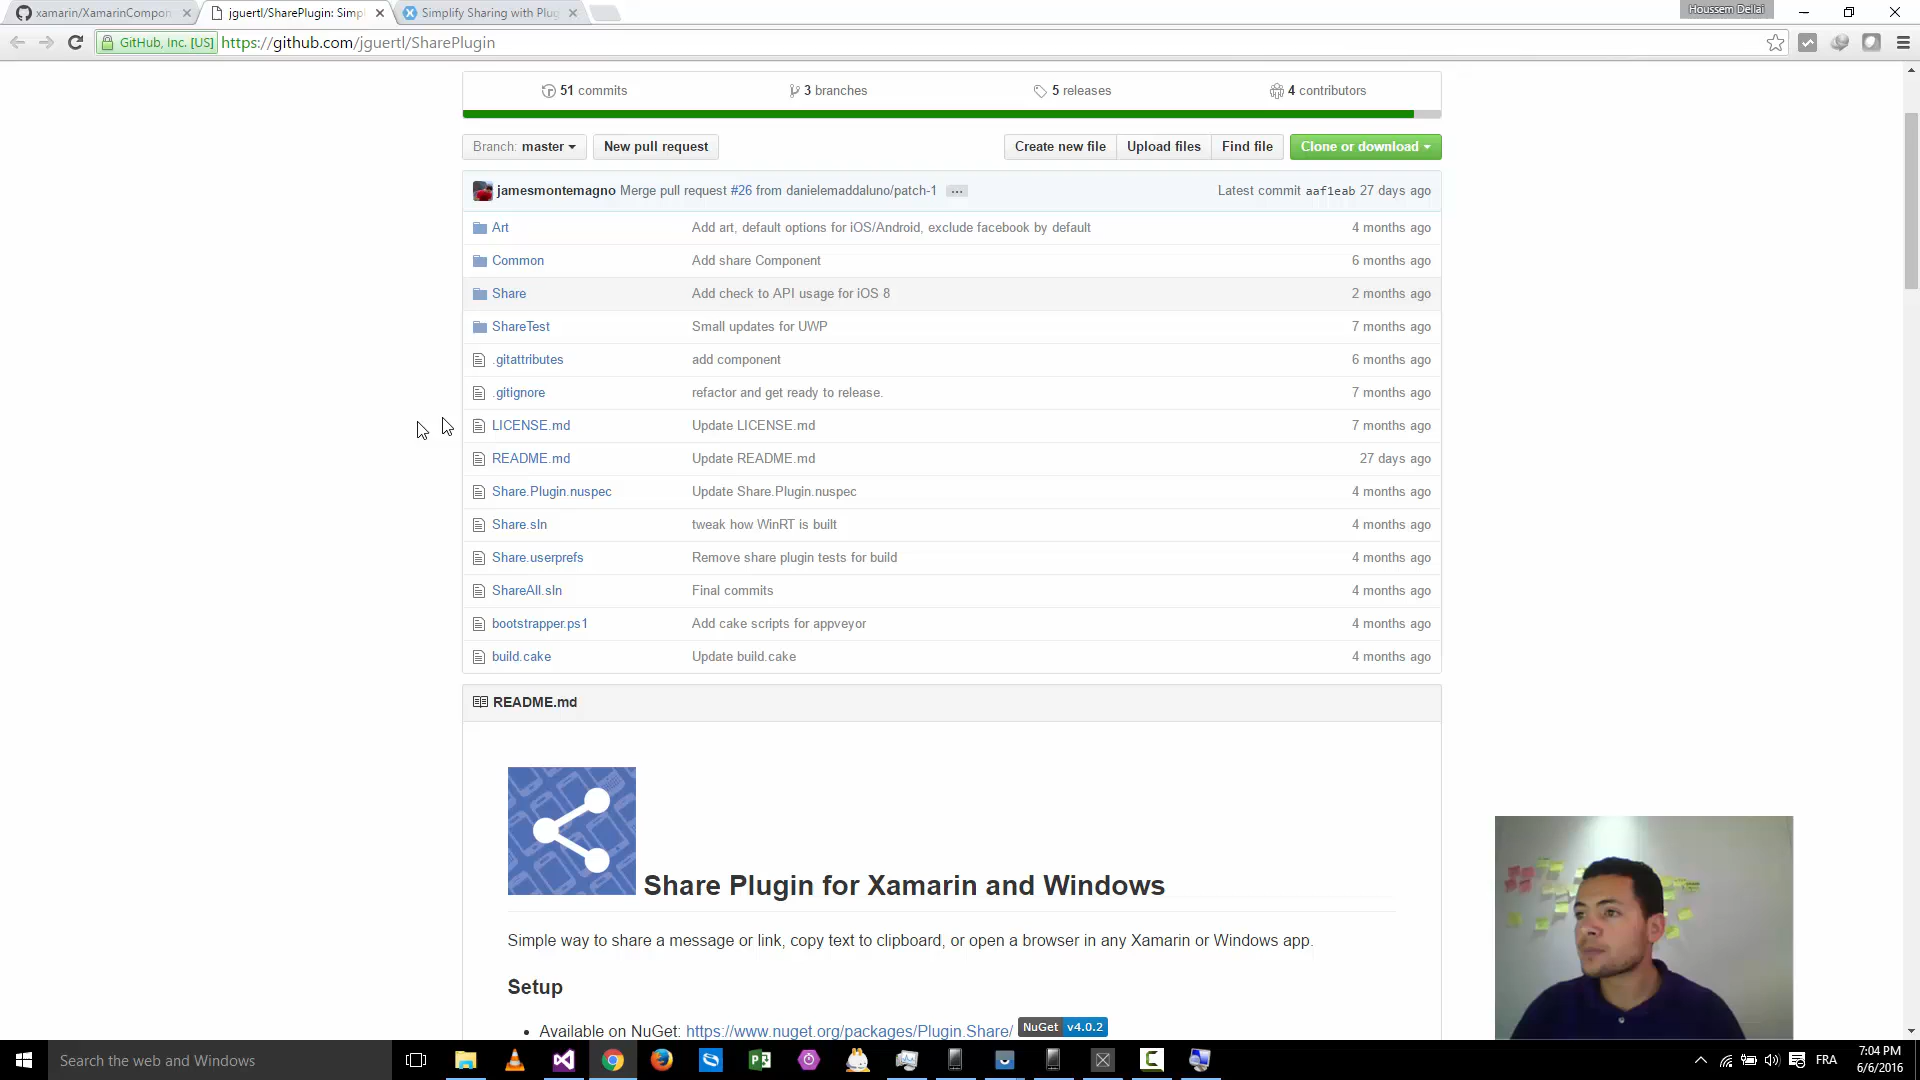 xamarin/XamarinCompon
jguertl/SharePlugin: Simpl
Simplify Sharing with Plug
Houssem Dellai
GitHub, Inc. [US]
https://github.com/jguertl/SharePlugin
51 commits
3 branches
5 releases
4 contributors
Branch: master
New pull request
Create new file
Upload files
Find file
Clone or download
jamesmontemagno Merge pull request #26 from danielemaddaluno/patch-1 ...
Latest commit aaf1eab 27 days ago
Art Add art, default options for iOS/Android, exclude facebook by default 4 months ago
Common Add share Component 6 months ago
Share Add check to API usage for iOS 8 2 months ago
ShareTest Small updates for UWP 7 months ago
.gitattributes add component 6 months ago
.gitignore refactor and get ready to release. 7 months ago
LICENSE.md Update LICENSE.md 7 months ago
README.md Update README.md 27 days ago
Share.Plugin.nuspec Update Share.Plugin.nuspec 4 months ago
Share.sln tweak how WinRT is built 4 months ago
Share.userprefs Remove share plugin tests for build 4 months ago
ShareAll.sln Final commits 4 months ago
bootstrapper.ps1 Add cake scripts for appveyor 4 months ago
build.cake Update build.cake 4 months ago
README.md
Share Plugin for Xamarin and Windows
Simple way to share a message or link, copy text to clipboard, or open a browser in any Xamarin or Windows app.
Setup
• Available on NuGet: https://www.nuget.org/packages/Plugin.Share/ NuGet v4.0.2
Search the web and Windows
FRA
7:04 PM
6/6/2016